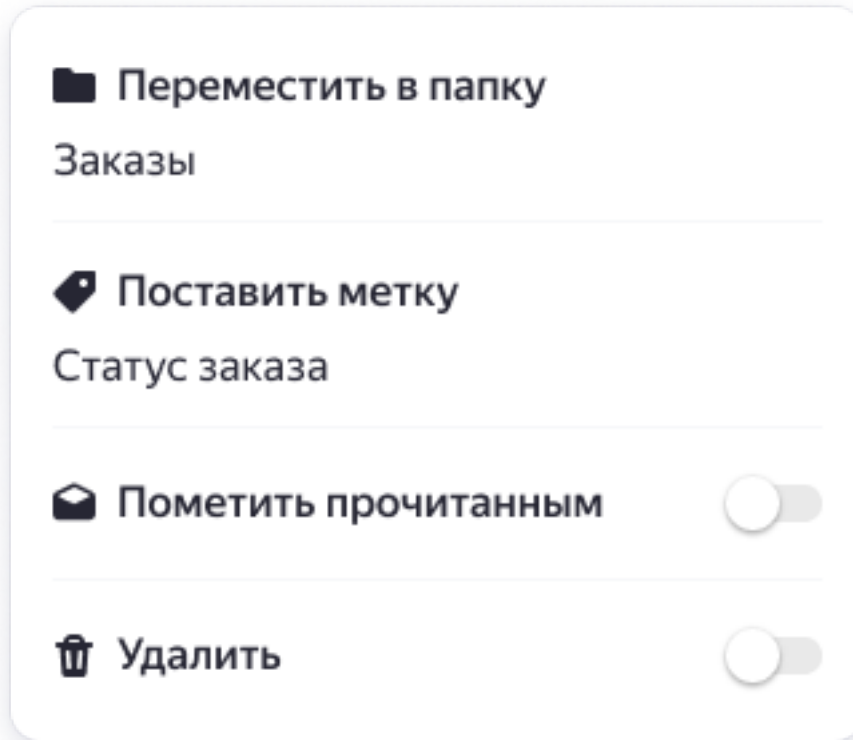 Переместить в папку
Заказы
Поставить метку
Статус заказа
Пометить прочитанным
Удалить